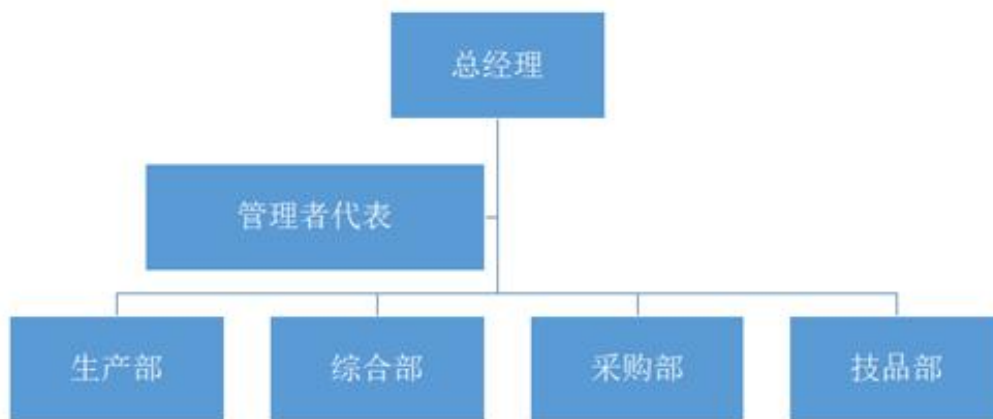 总经理
管理者代表
生产部
综合部
采购部
技品部